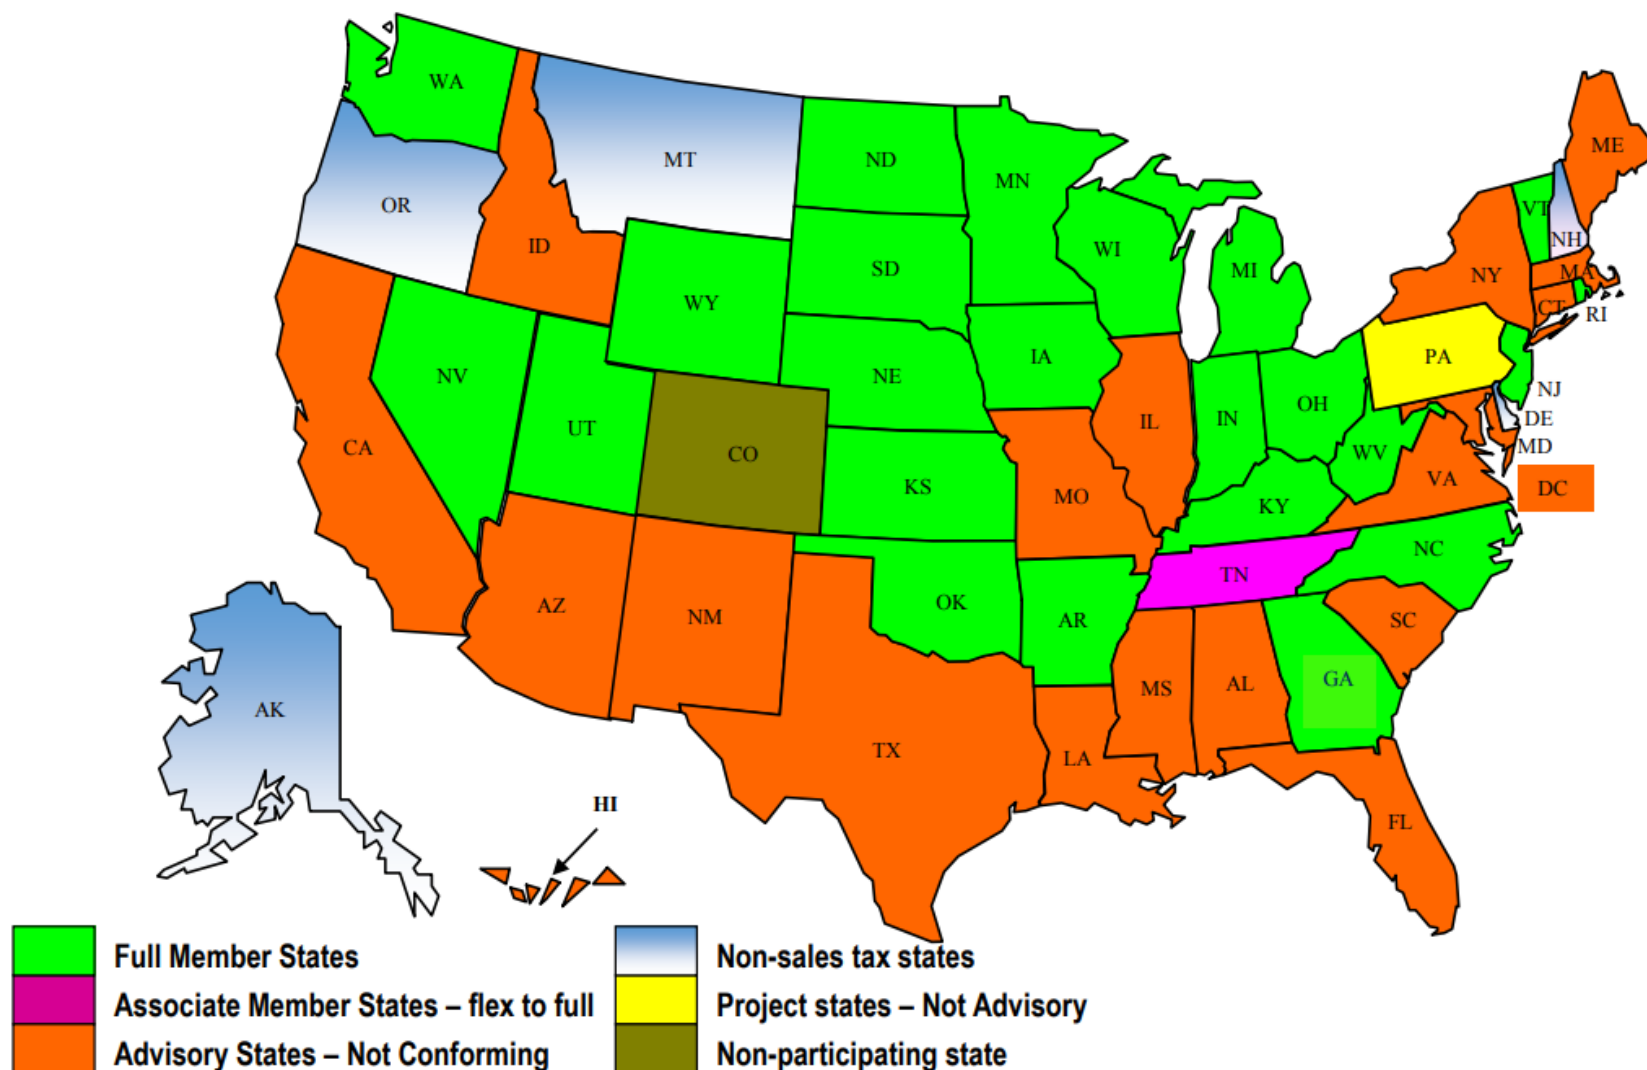 WA
ME
MT
ND
MN
VT
OR
NH
ID
WI
SD
MI
NY
MA
WY
CT
RI
IA
PA
NV
NE
NJ
OH
UT
IL
IN
DE
CA
CO
WV
MD
KS
VA
DC
MO
KY
NC
TN
AZ
OK
NM
AR
SC
GA
MS
AL
AK
TX
LA
HI
FL
Full Member States
Associate Member States – flex to full
Advisory States – Not Conforming
Non-sales tax states
Project states – Not Advisory
Non-participating state